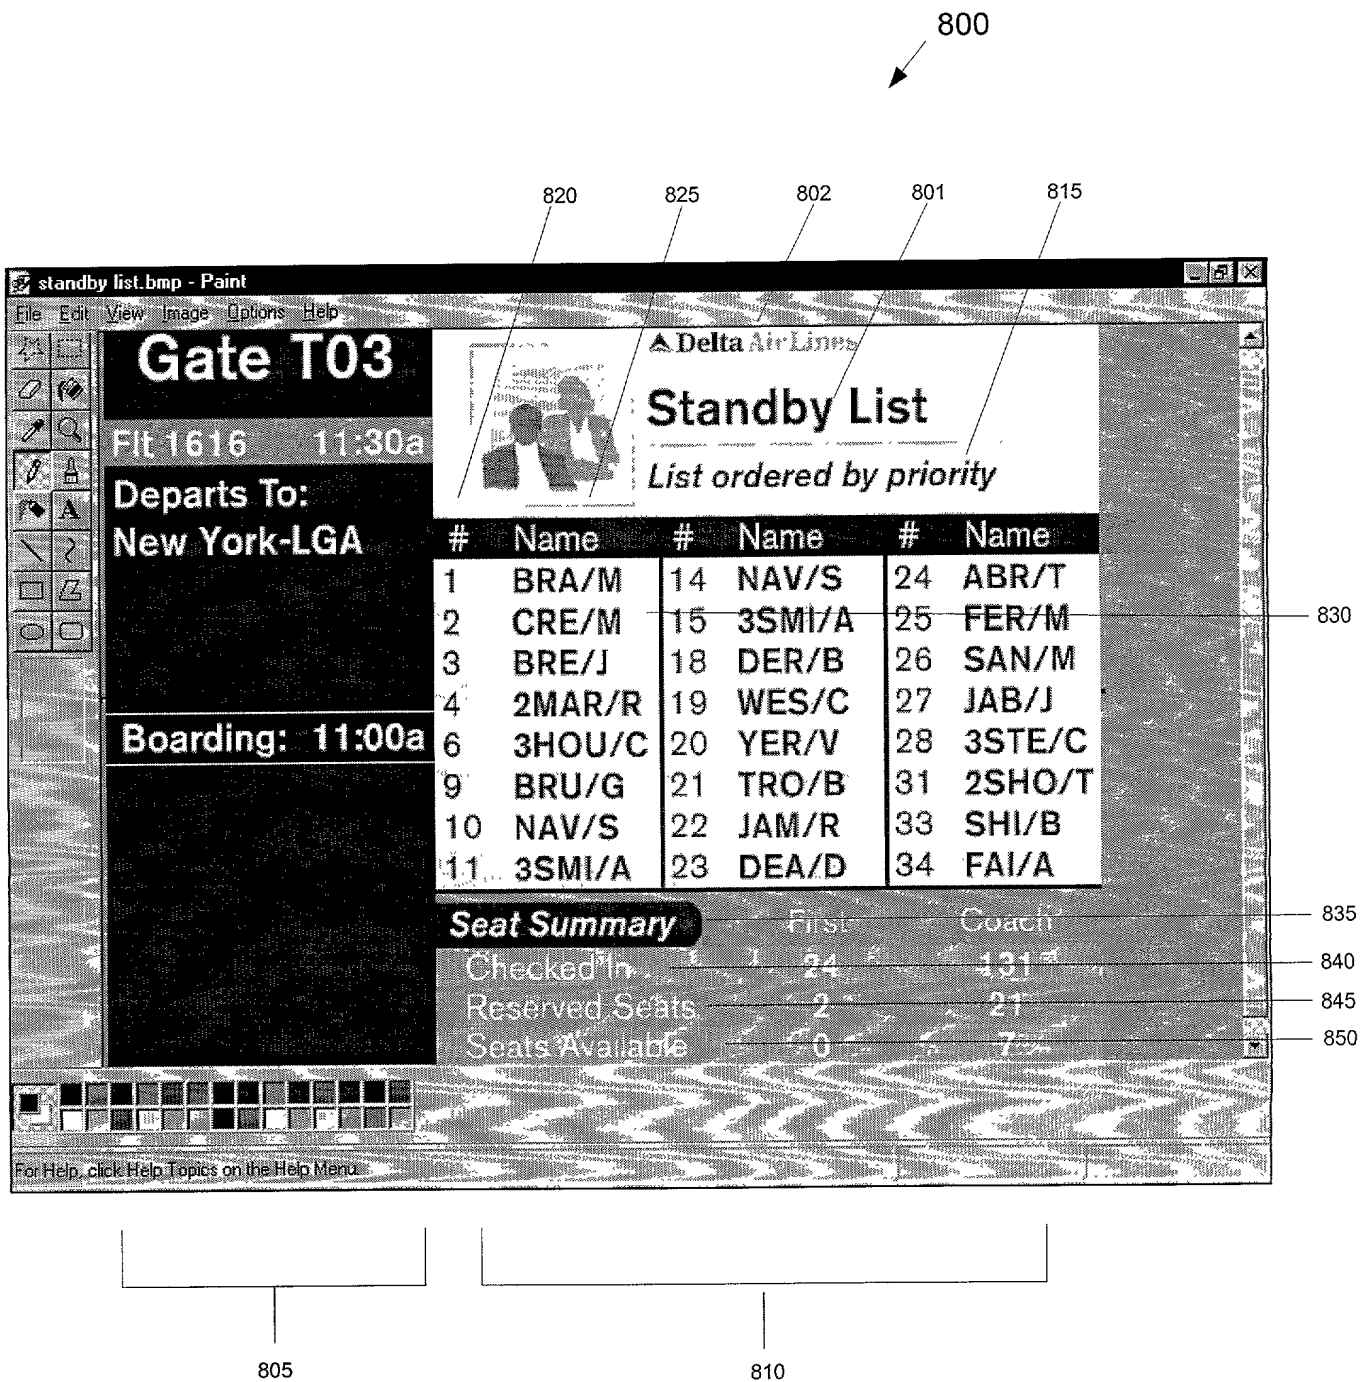 800
820 825 802 801 815
standby list.bmp - Paint
File Edit View Image Options Help
Gate T03
Flt 1616 11:30a
Departs To:
New York-LGA
Boarding: 11:00a
Delta Air Lines
Standby List
List ordered by priority
# Name # Name # Name
1 BRA/M 14 NAV/S 24 ABR/T
2 CRE/M 15 3SMI/A 25 FER/M
830
3 BRE/J 18 DER/B 26 SAN/M
4 2MAR/R 19 WES/C 27 JAB/J
6 3HOU/C 20 YER/V 28 3STE/C
9 BRU/G 21 TRO/B 31 2SHO/T
10 NAV/S 22 JAM/R 33 SHI/B
11 3SMI/A 23 DEA/D 34 FAI/A
Seat Summary First Coach
835
Checked In 24 131
840
Reserved Seats 2 21
845
Seats Available 0 7
850
A
For Help, click Help Topics on the Help Menu.
805 810